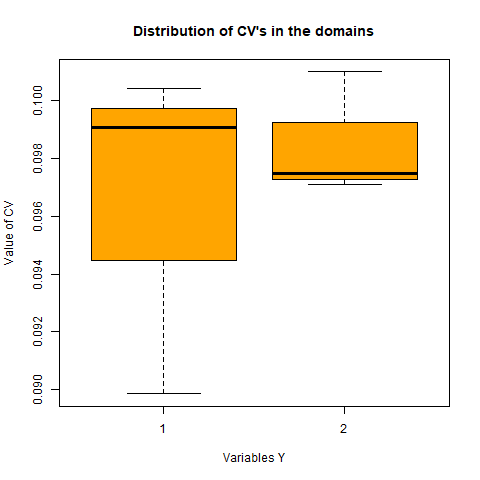 Distribution of CV's in the domains
0.100
0.098
0.096
0.094
0.092
0.090
Value of CV
1 2
Variables Y